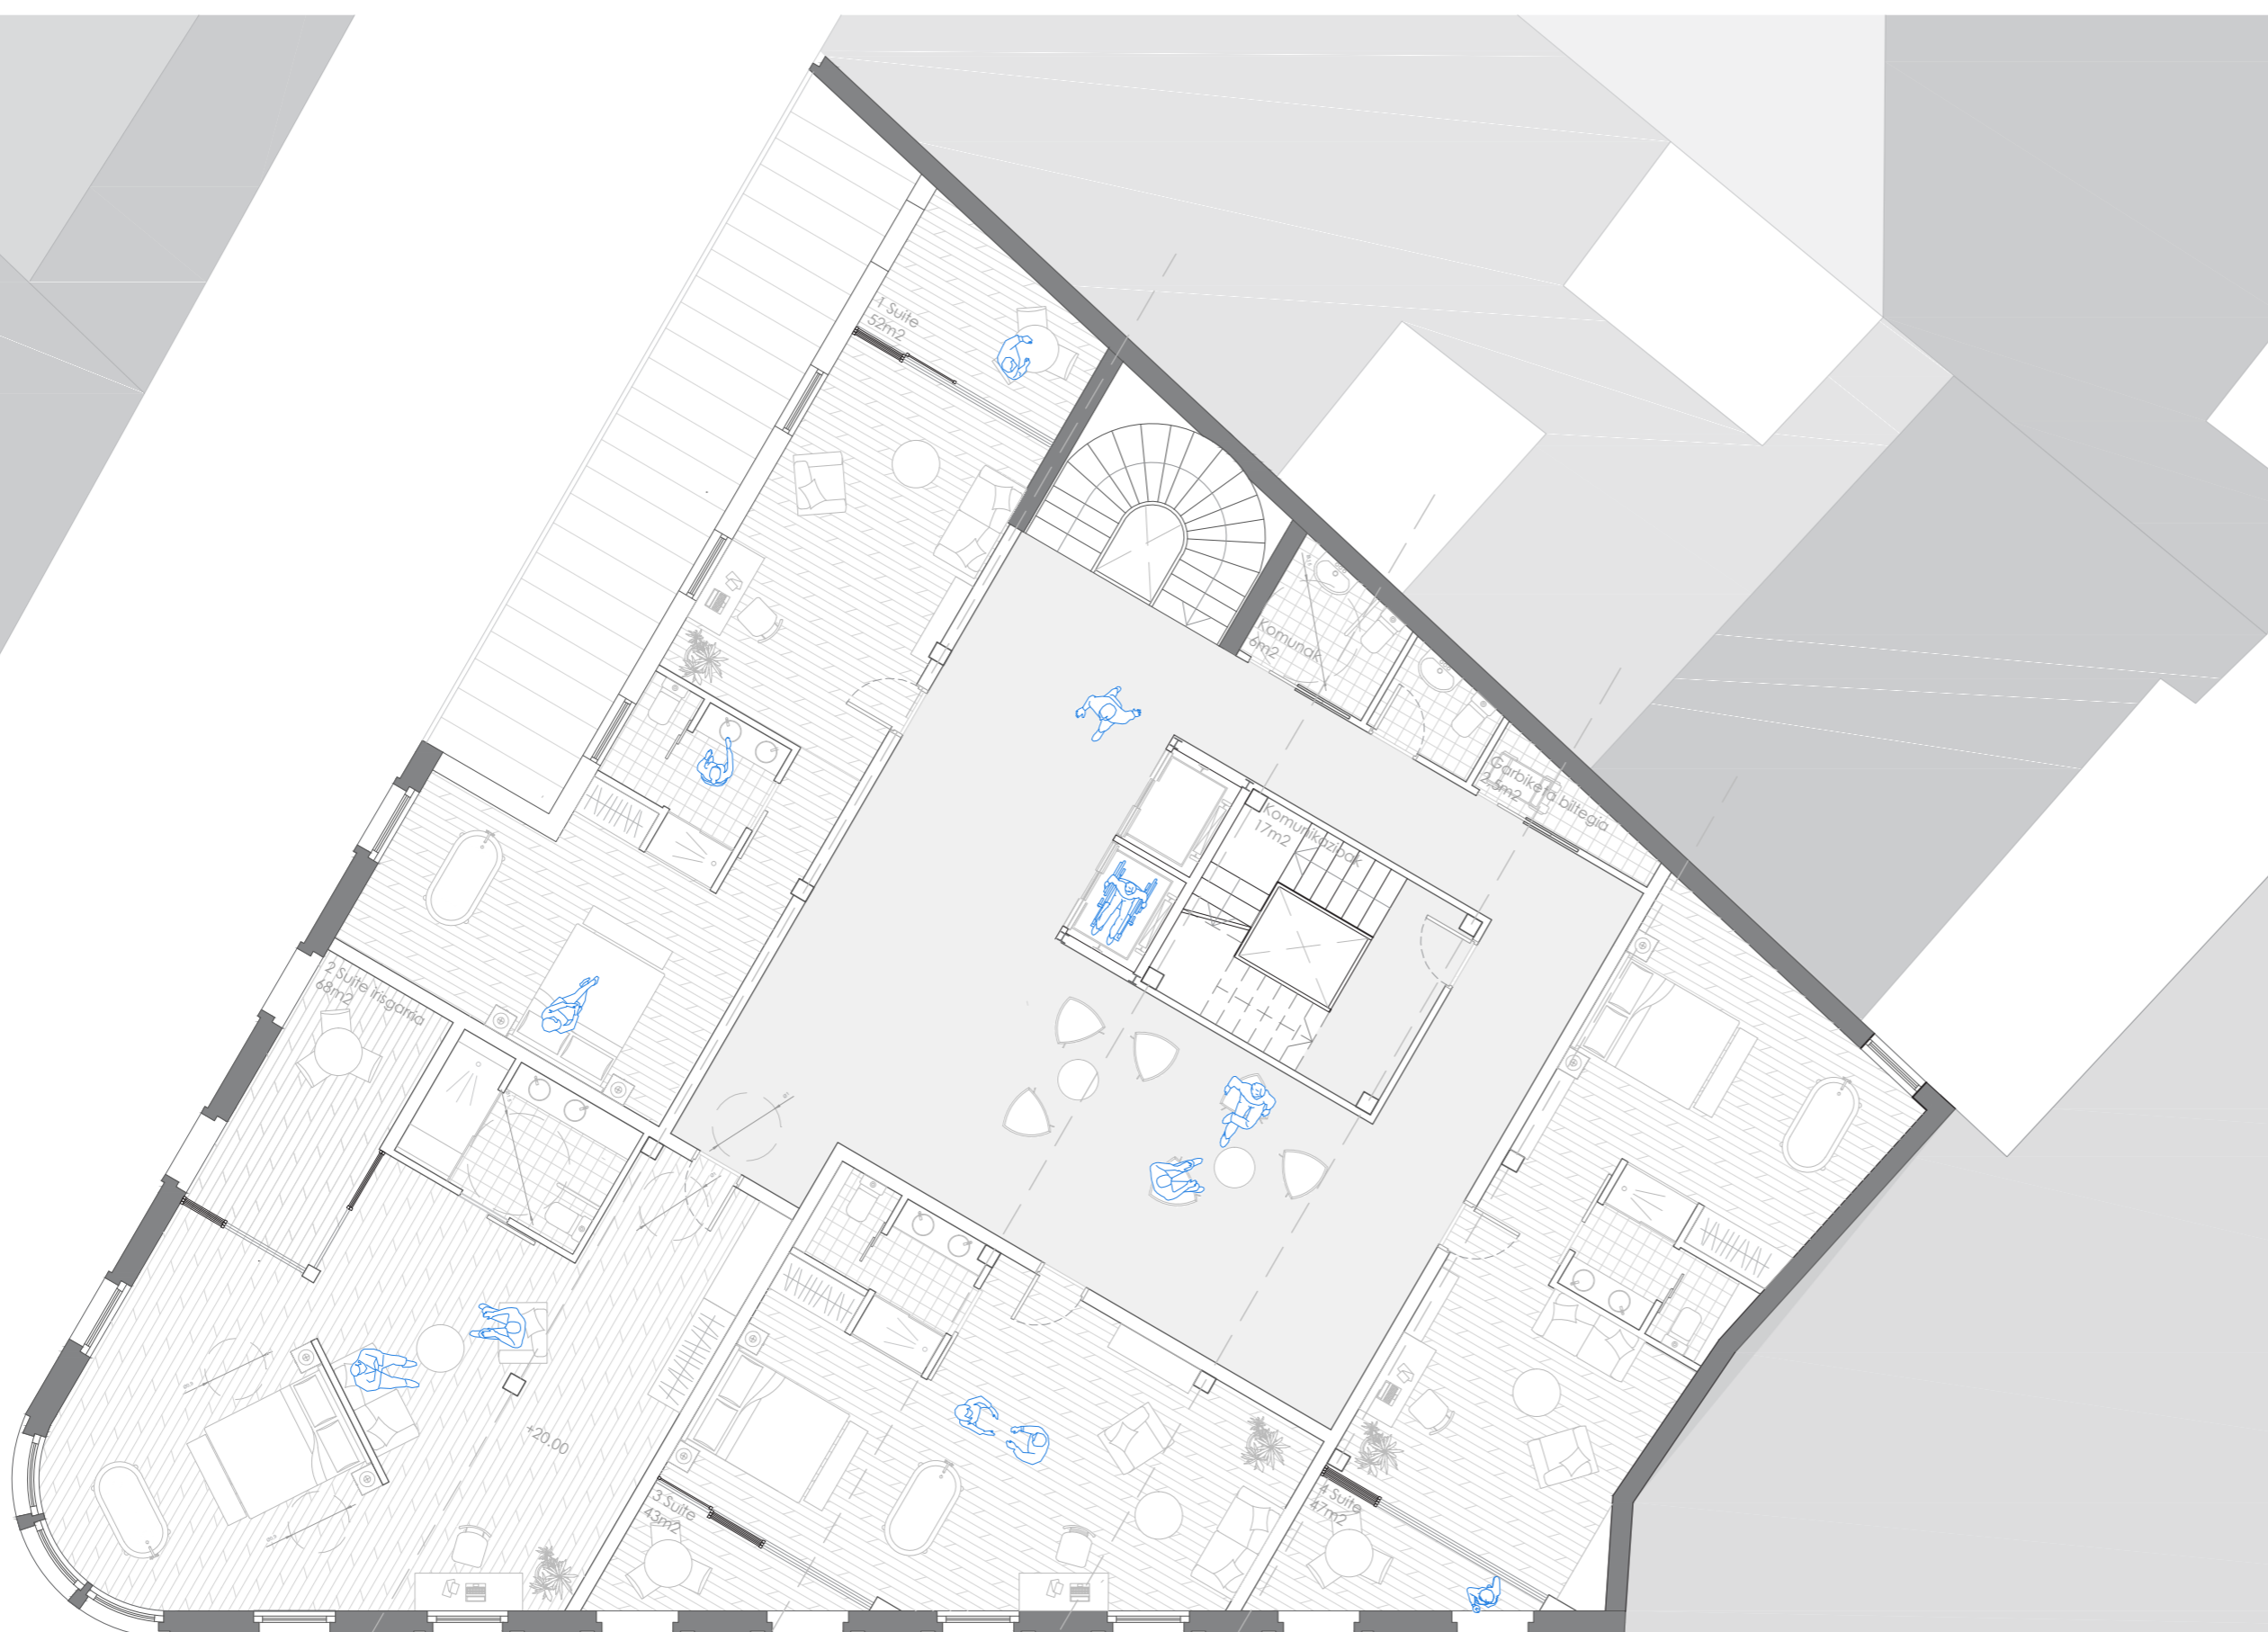 1 Suite
52m2
Komunak
6m2
Garbiketa biltegia
2,5m2
Komunikazioak
17m2
2 Suite irisgarria
68m2
+20.00
3 Suite
43m2
4 Suite
47m2